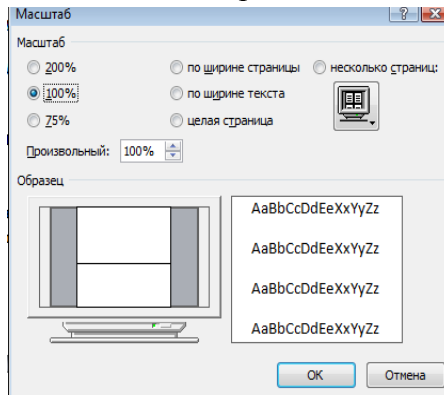 Масштаб
Масштаб
200% по ширине страницы несколько страниц:
100% по ширине текста
75% целая страница
Произвольный: 100%
Образец
AaBbCcDdEeXxYyZz
AaBbCcDdEeXxYyZz
AaBbCcDdEeXxYyZz
AaBbCcDdEeXxYyZz
ОК Отмена